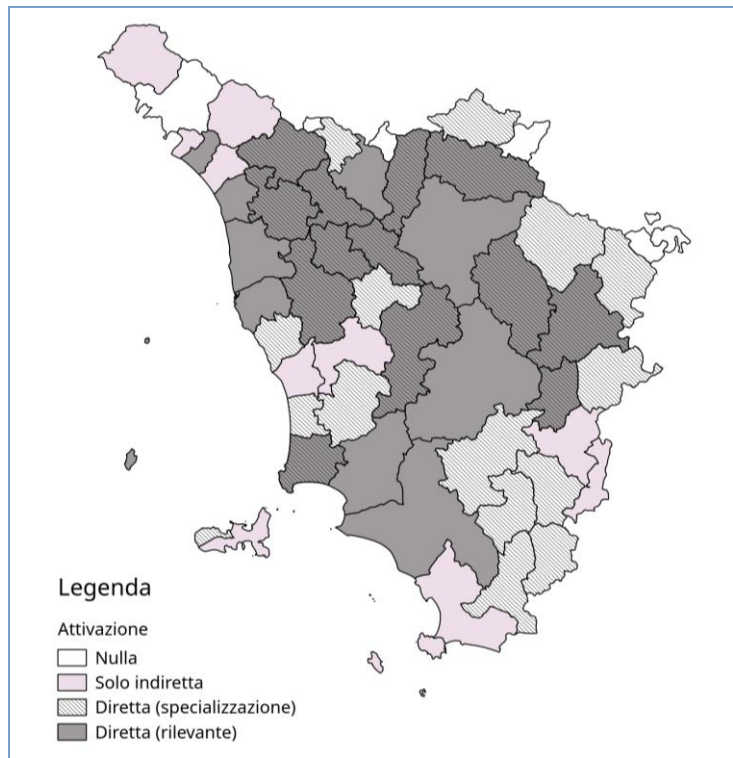 Legenda
Attivazione
Nulla
Solo indiretta
Diretta (specializzazione)
Diretta (rilevante)